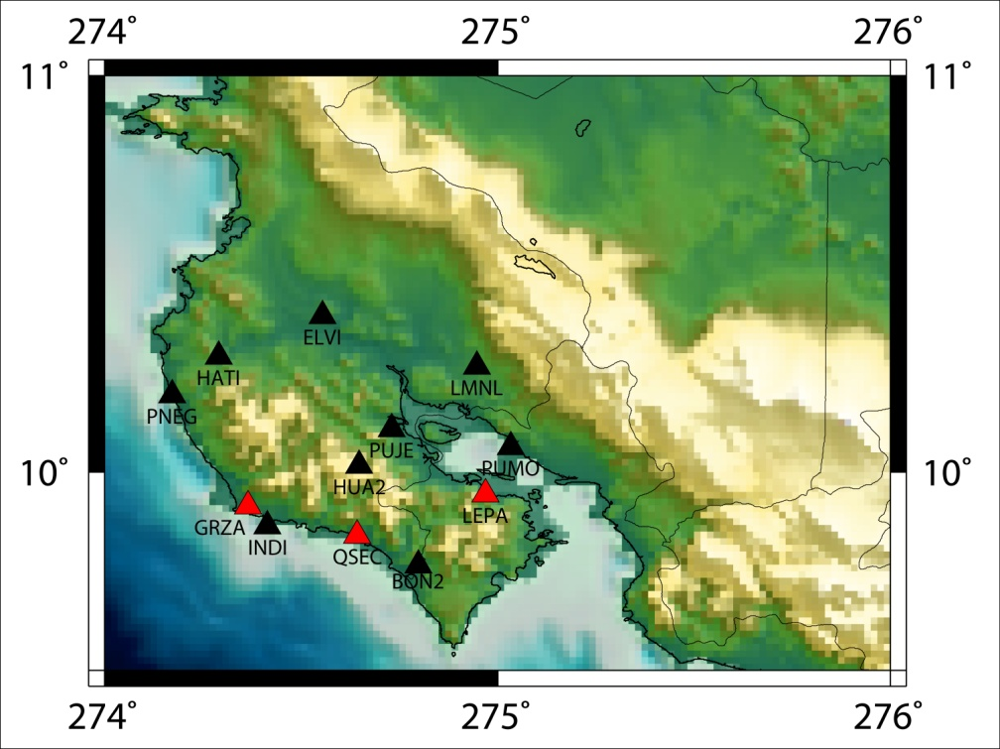 274° 275° 276°
11° 11°
ELVI
HATI
LMNL
PNEG
PUJE
PUMO
HUA2
10° 10°
LEPA
GRZA
INDI
QSEC
BON2
274° 275° 276°